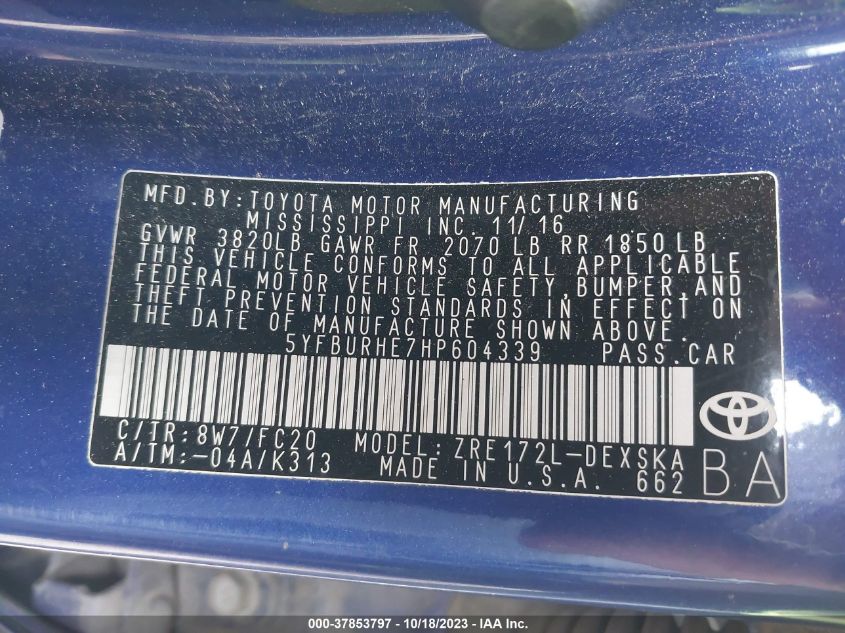 MFD.BY:TOYOTA MOTOR MANUFACTURING
MISSISSIPPI INC. 11/16
GVWR 3820LB GAWR FR 2070 LB RR 1850LB
THIS VEHICLE CONFORMS TO ALL APPLICABLE
FEDERAL MOTOR VEHICLE SAFETY,BUMPER,AND
THEFT PREVENTION STANDARDS IN EFFECT ON
THE DATE OF MANUFACTURE SHOWN ABOVE.
5YFBURHE7HP604339 PASS.CAR
C/TR:8W7/FC20 MODEL:ZRE172L-DEXSKA
A/TM:-04A/K313 MADE IN U.S.A. 662
BA
000-37853797 - 10/18/2023 - IAA Inc.